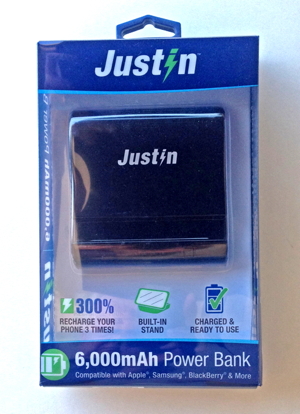 Justin™
Justin
300%
RECHARGE YOUR
PHONE 3 TIMES!
BUILT-IN
STAND
CHARGED &
READY TO USE
6,000mAh Power Bank
Compatible with Apple®, Samsung®, BlackBerry® & More